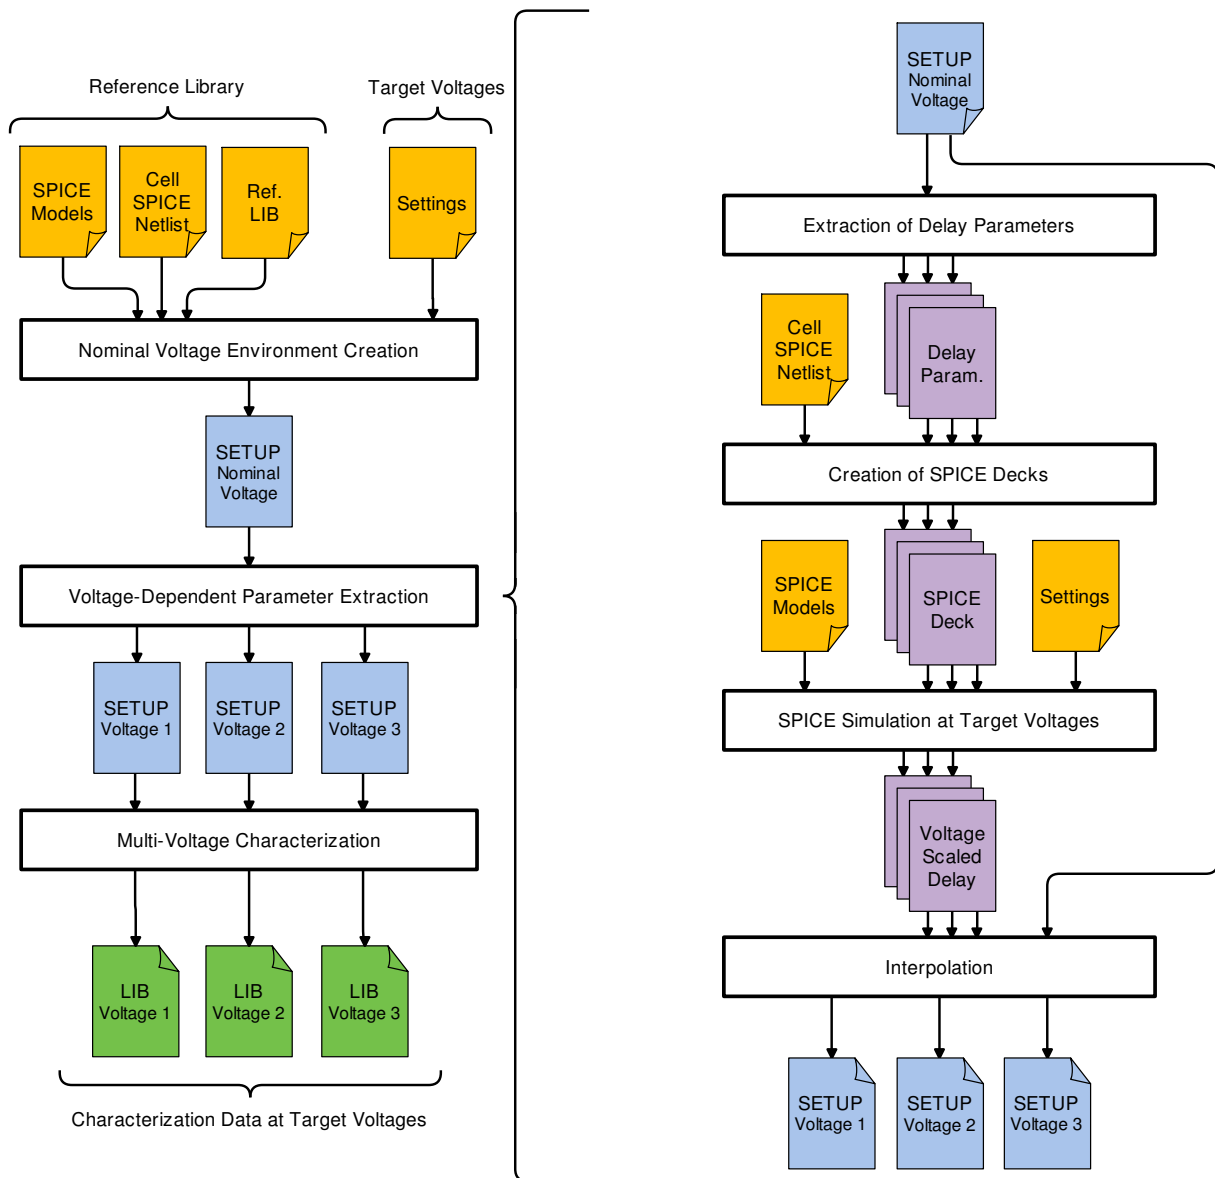 Reference Library
Target Voltages
SPICE
Models
Cell
SPICE
Netlist
Ref.
LIB
Settings
Nominal Voltage Environment Creation
SETUP
Nominal
Voltage
Voltage-Dependent Parameter Extraction
SETUP
Voltage 1
SETUP
Voltage 2
SETUP
Voltage 3
Multi-Voltage Characterization
LIB
Voltage 1
LIB
Voltage 2
LIB
Voltage 3
Characterization Data at Target Voltages
SETUP
Nominal
Voltage
Extraction of Delay Parameters
Cell
SPICE
Netlist
Delay
Param.
Creation of SPICE Decks
SPICE
Models
SPICE
Deck
Settings
SPICE Simulation at Target Voltages
Voltage
Scaled
Delay
Interpolation
SETUP
Voltage 1
SETUP
Voltage 2
SETUP
Voltage 3